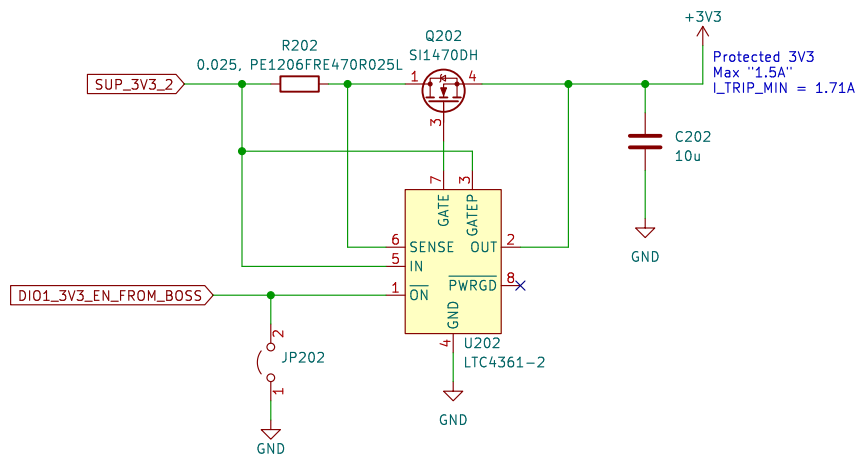 +3V3
Q202
SI1470DH
R202
0.025, PE1206FRE470R025L
Protected 3V3
Max "1.5A"
I_TRIP_MIN = 1.71A
SUP_3V3_2
1
4
3
C202
10u
7
3
GATE
GATEP
6
SENSE
OUT
2
5
IN
GND
PWRGD
8
DIO1_3V3_EN_FROM_BOSS
1
ON
GND
4
U202
LTC4361-2
2
JP202
1
GND
GND